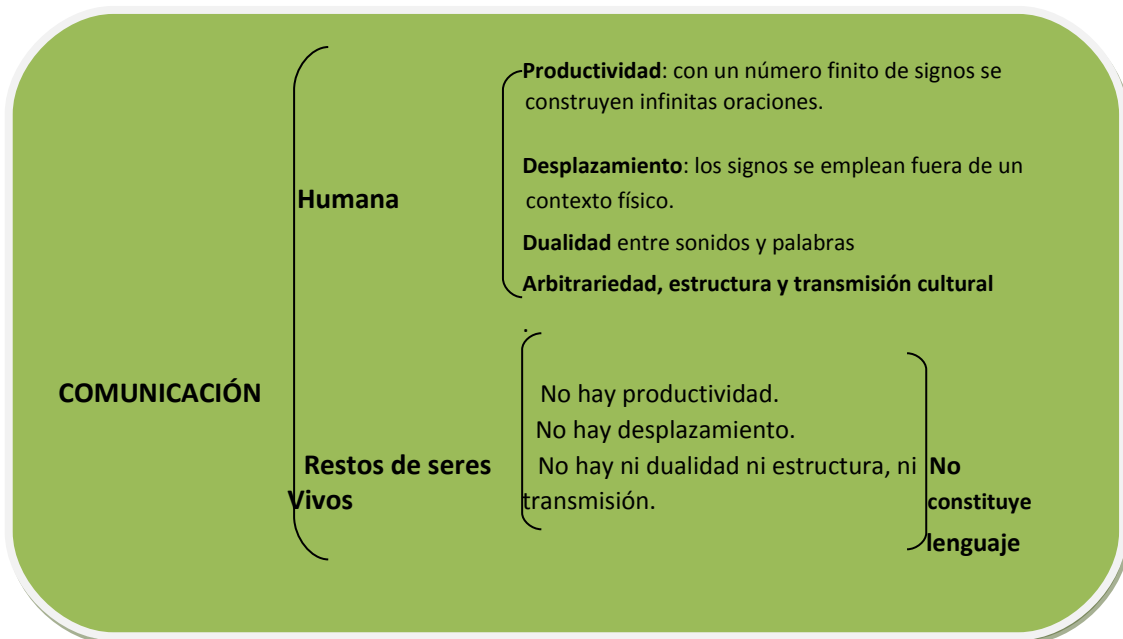 Productividad: con un número finito de signos se
construyen infinitas oraciones.
Desplazamiento: los signos se emplean fuera de un
contexto físico.
Humana
Dualidad entre sonidos y palabras
Arbitrariedad, estructura y transmisión cultural
.
COMUNICACIÓN
No hay productividad.
No hay desplazamiento.
Restos de seres
Vivos
No hay ni dualidad ni estructura, ni
transmisión.
No
constituye
lenguaje